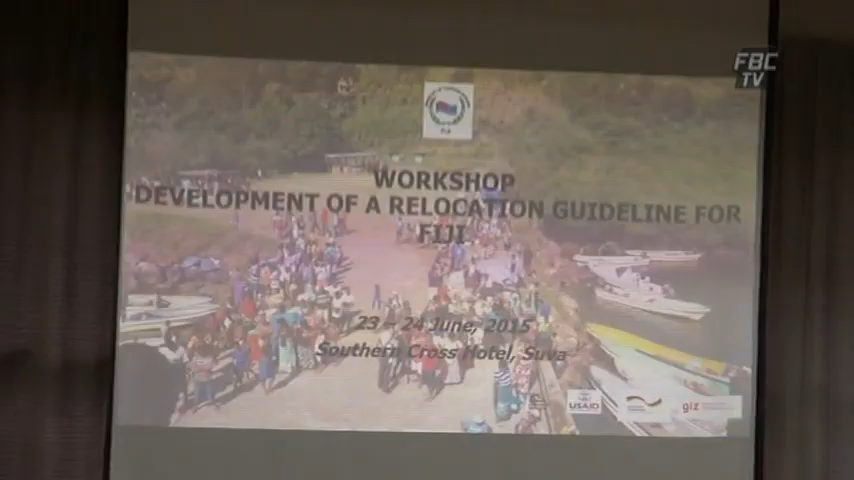 FBC
TV
WORKSHOP
DEVELOPMENT OF A RELOCATION GUIDELINE FOR
FIJI
23 – 24 June, 2015
Southern Cross Hotel, Suva
USAID
giz